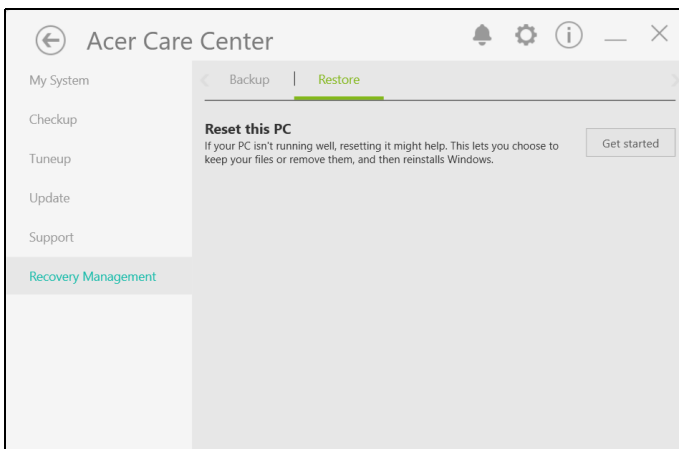 Acer Care Center
My System
Checkup
Tuneup
Update
Support
Recovery Management
Backup | Restore
Reset this PC
If your PC isn't running well, resetting it might help. This lets you choose to
keep your files or remove them, and then reinstalls Windows.
Get started